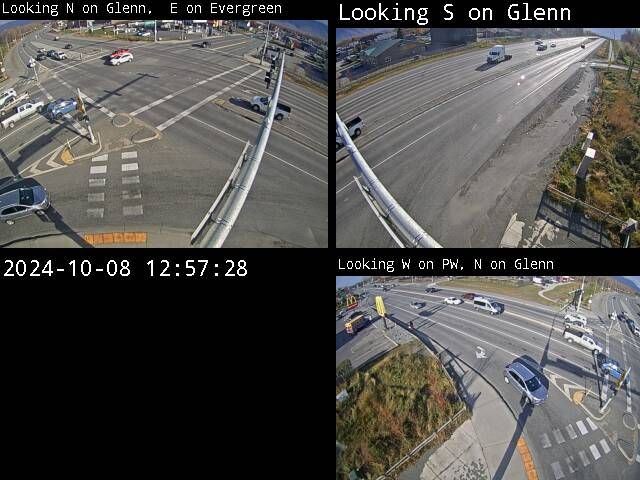 Looking N on Glenn, E on Evergreen
Looking S on Glenn
2024-10-08 12:57:28
Looking W on PW, N on Glenn